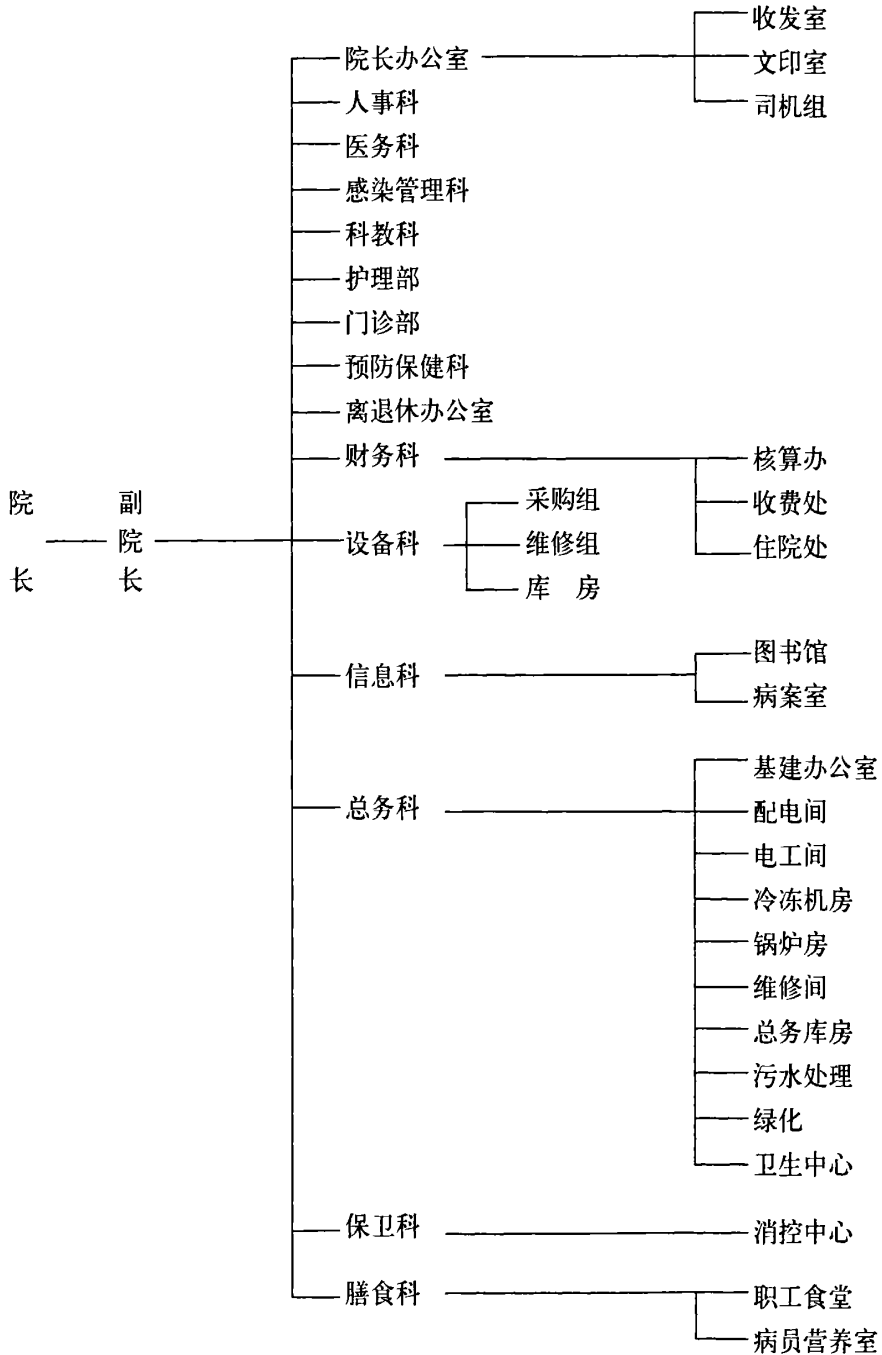 收发室
院长办公室
文印室
人事科
司机组
医务科
感染管理科
科教科
护理部
门诊部
预防保健科
离退休办公室
财务科
核算办
院长
副院长
采购组
收费处
设备科
维修组
住院处
库 房
图书馆
信息科
病案室
基建办公室
总务科
配电间
电工间
冷冻机房
锅炉房
维修间
总务库房
污水处理
绿化
卫生中心
保卫科
消控中心
膳食科
职工食堂
病员营养室